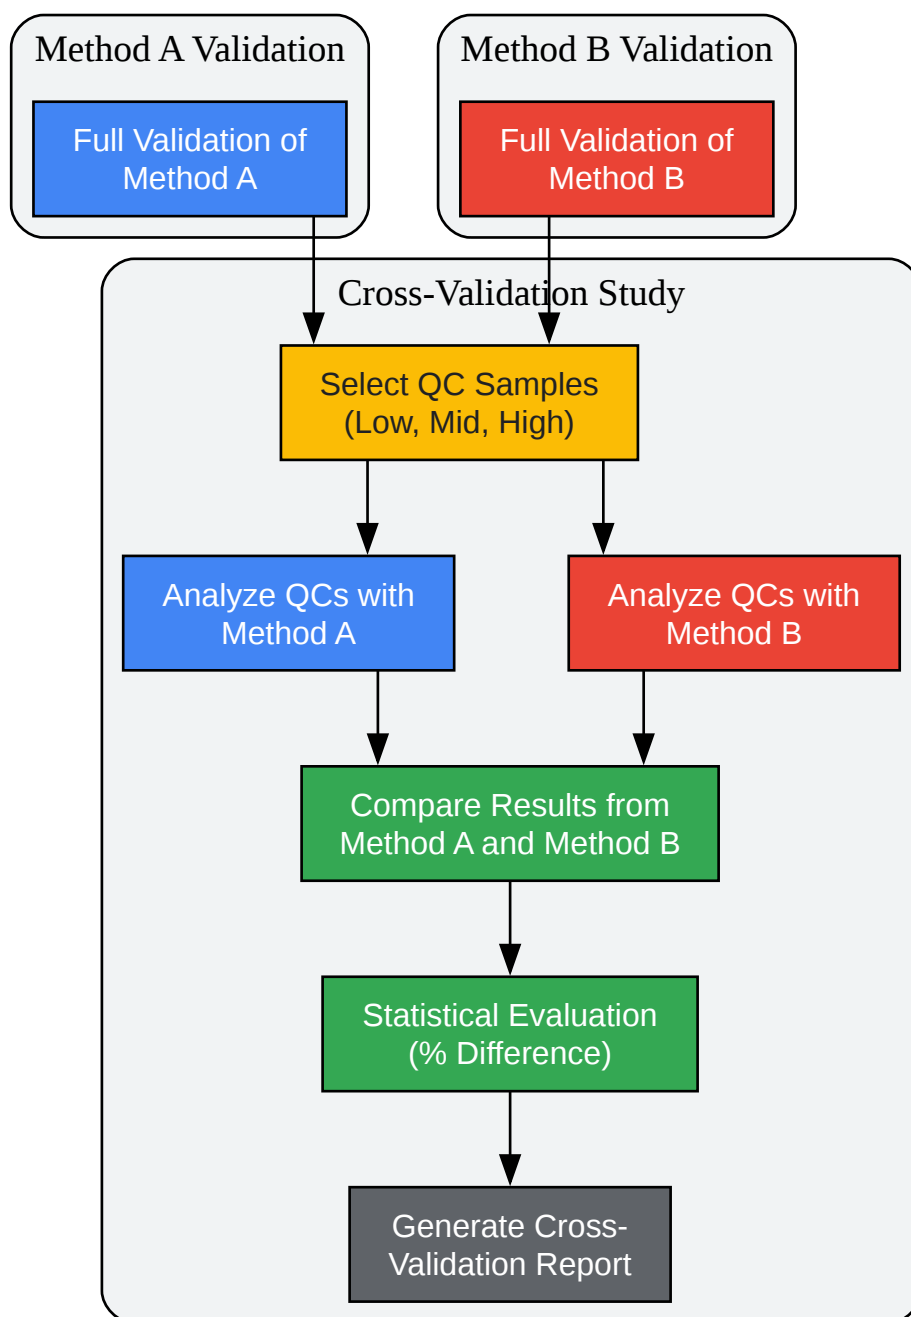 Method A Validation
Full Validation of
Method A
Method B Validation
Full Validation of
Method B
Cross-Validation Study
Select QC Samples
(Low, Mid, High)
Analyze QCs with
Method A
Analyze QCs with
Method B
Compare Results from
Method A and Method B
Statistical Evaluation
(% Difference)
Generate Cross-
Validation Report